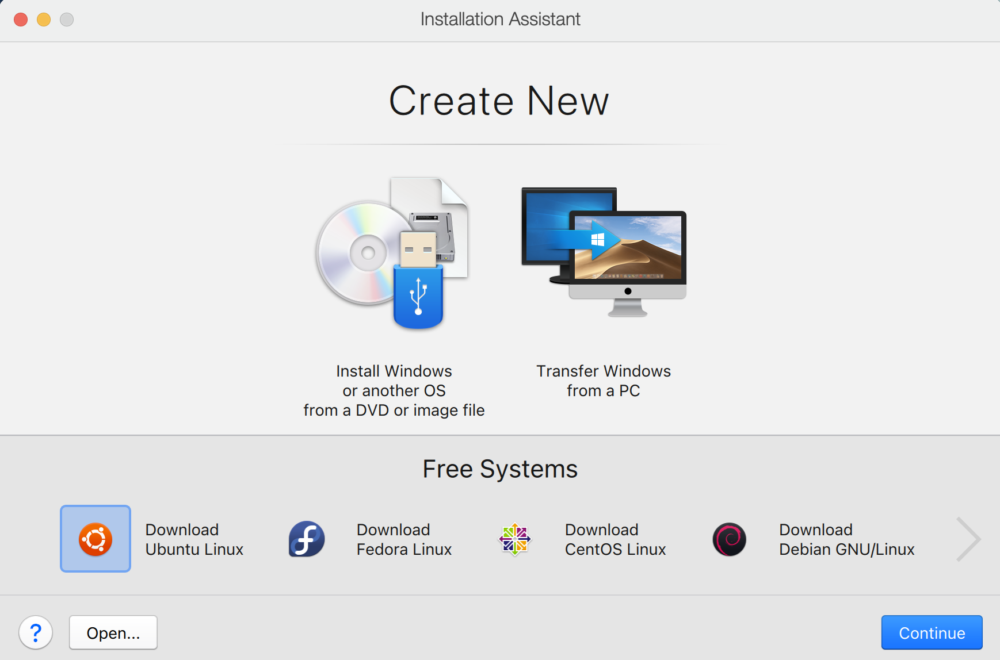 Installation Assistant
Create New
Install Windows
or another OS
from a DVD or image file
Transfer Windows
from a PC
Free Systems
Download
Ubuntu Linux
Download
Fedora Linux
Download
CentOS Linux
Download
Debian GNU/Linux
?
Open...
Continue